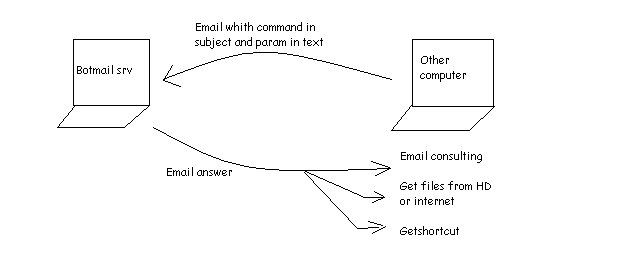 Email whith command in
subject and param in text
Botmail srv
Other
computer
Email answer
Email consulting
Get files from HD
or internet
Getshortcut